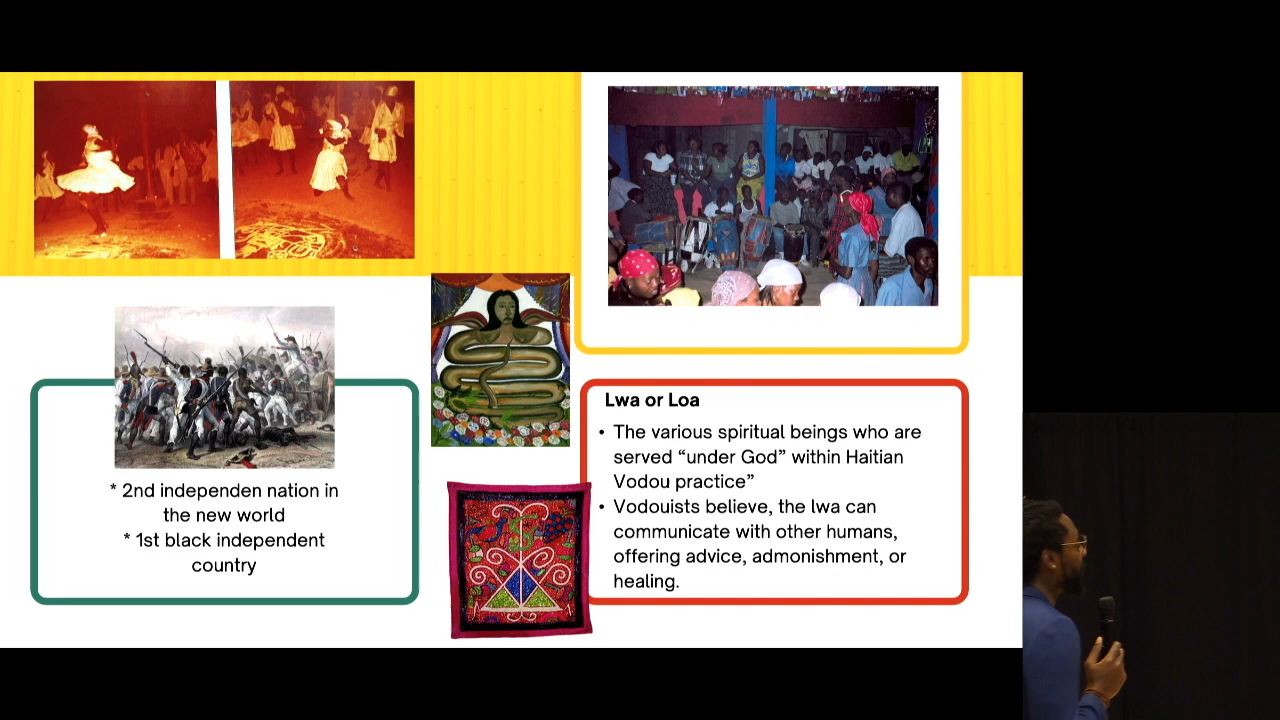 * 2nd independen nation in
the new world
* 1st black independent
country
Lwa or Loa
• The various spiritual beings who are
served “under God” within Haitian
Vodou practice”
• Vodouists believe, the lwa can
communicate with other humans,
offering advice, admonishment, or
healing.